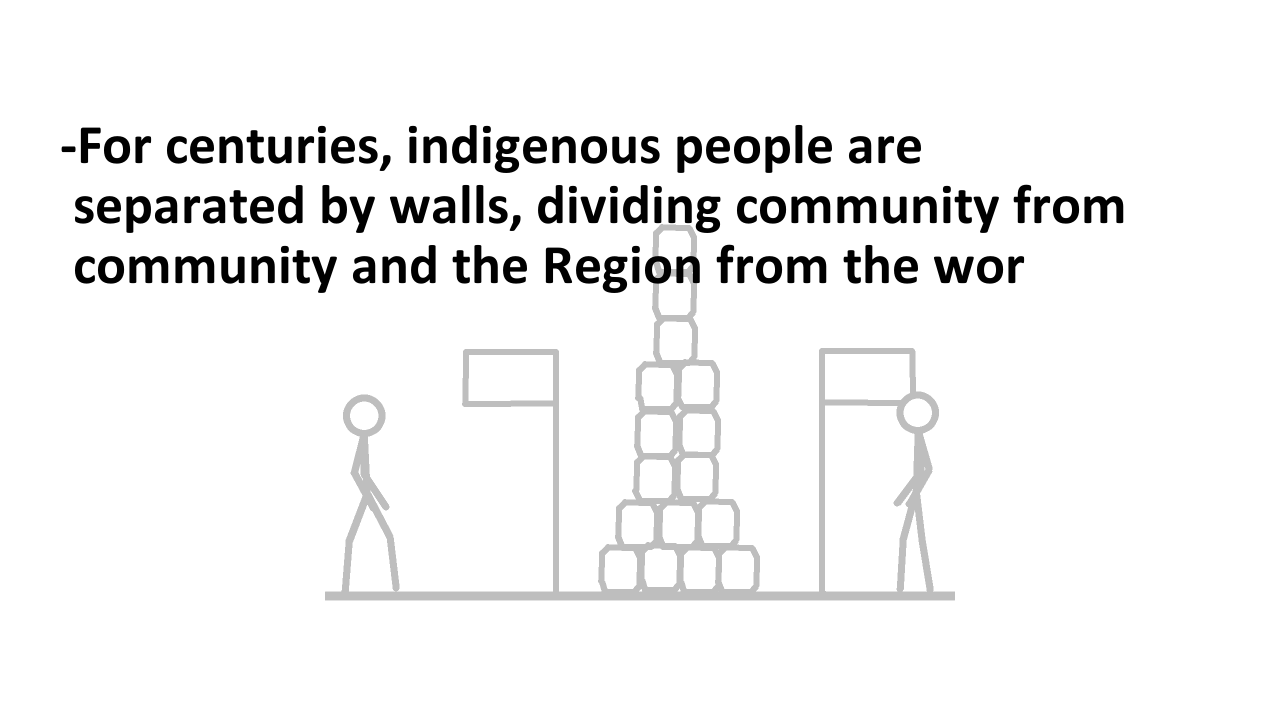 -For centuries, indigenous people are
separated by walls, dividing community from
community and the Region from the wor